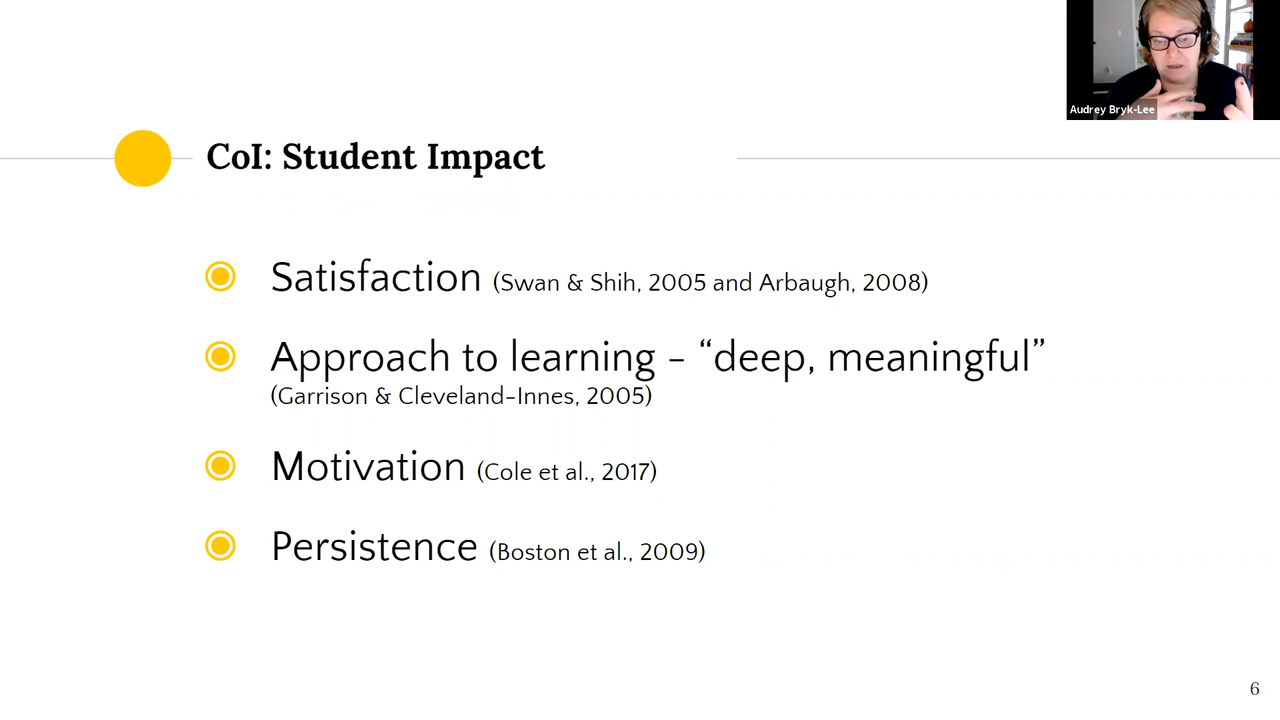 Audrey Bryk-Lee
CoI: Student Impact
Satisfaction (Swan & Shih, 2005 and Arbaugh, 2008)
Approach to learning – “deep, meaningful”
(Garrison & Cleveland-Innes, 2005)
Motivation (Cole et al., 2017)
Persistence (Boston et al., 2009)
6